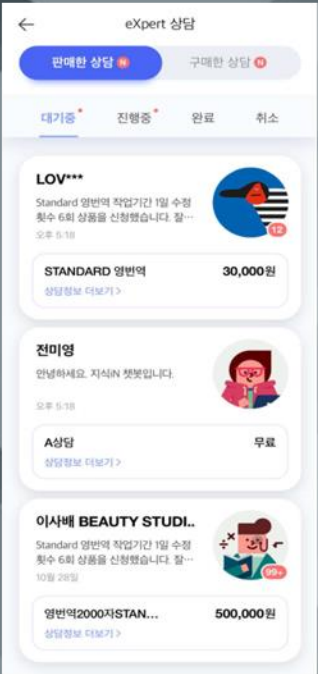 eXpert 상담
판매한 상담 N 구매한 상담 N
대기중 진행중 완료 취소
LOV***
Standard 영번역 작업기간 1일 수정
횟수 6회 상품을 신청했습니다. 잘…
오후 5:18
12
STANDARD 영번역 30,000원
상담정보 더보기 >
전미영
안녕하세요. 지식iN 챗봇입니다.
오후 5:18
A상담 무료
상담정보 더보기 >
이사배 BEAUTY STUDI..
Standard 영번역 작업기간 1일 수정
횟수 6회 상품을 신청했습니다. 잘…
10월 28일
99+
영번역2000자STAN... 500,000원
상담정보 더보기 >